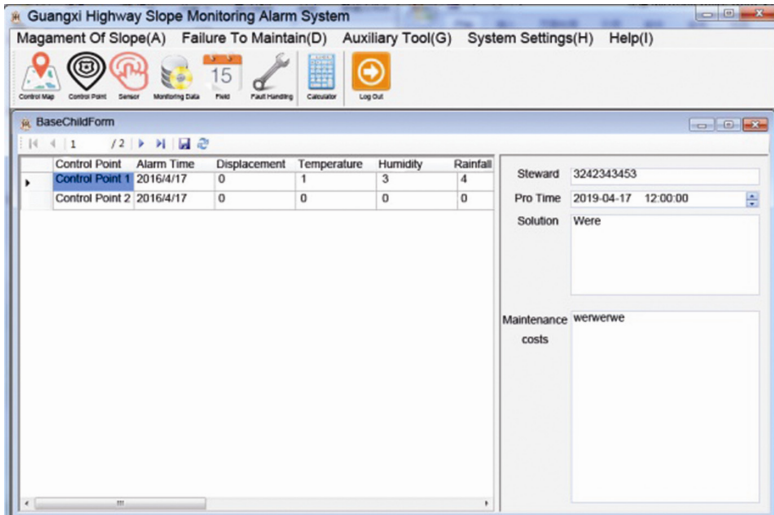 Guangxi Highway Slope Monitoring Alarm System
Magament Of Slope(A) Failure To Maintain(D) Auxiliary Tool(G) System Settings(H) Help(I)
15
Control Map Control Point Sensor Monitoring Data Field Fault Handling Calculator Log Out
BaseChildForm
1 /2
Control Point Alarm Time Displacement Temperature Humidity Rainfall
Control Point 1 2016/4/17 0 1 3 4
Control Point 2 2016/4/17 0 0 0 0
Steward 3242343453
Pro Time 2019-04-17 12:00:00
Solution Were
Maintenance costs werwerwe